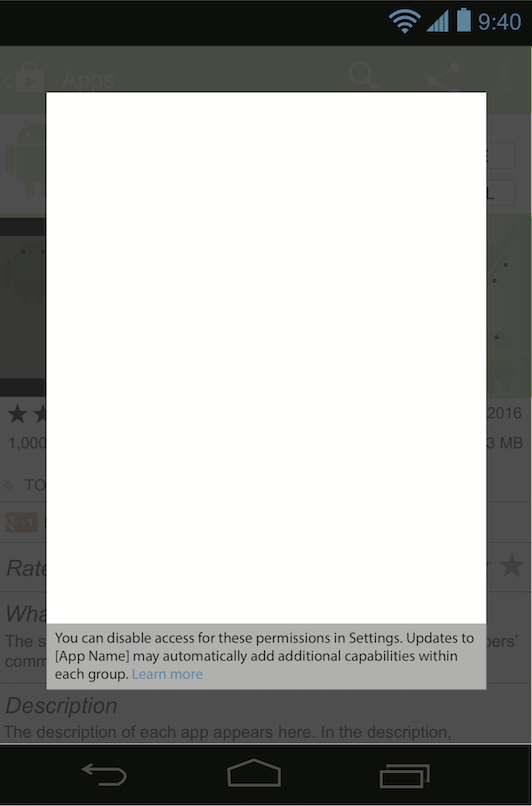 9:40
Apps
E
L
2016
1,000
3 MB
TO
Rate
Wha
The s
bers’
comm
You can disable access for these permissions in Settings. Updates to
[App Name] may automatically add additional capabilities within
each group. Learn more
Description
The description of each app appears here. In the description,